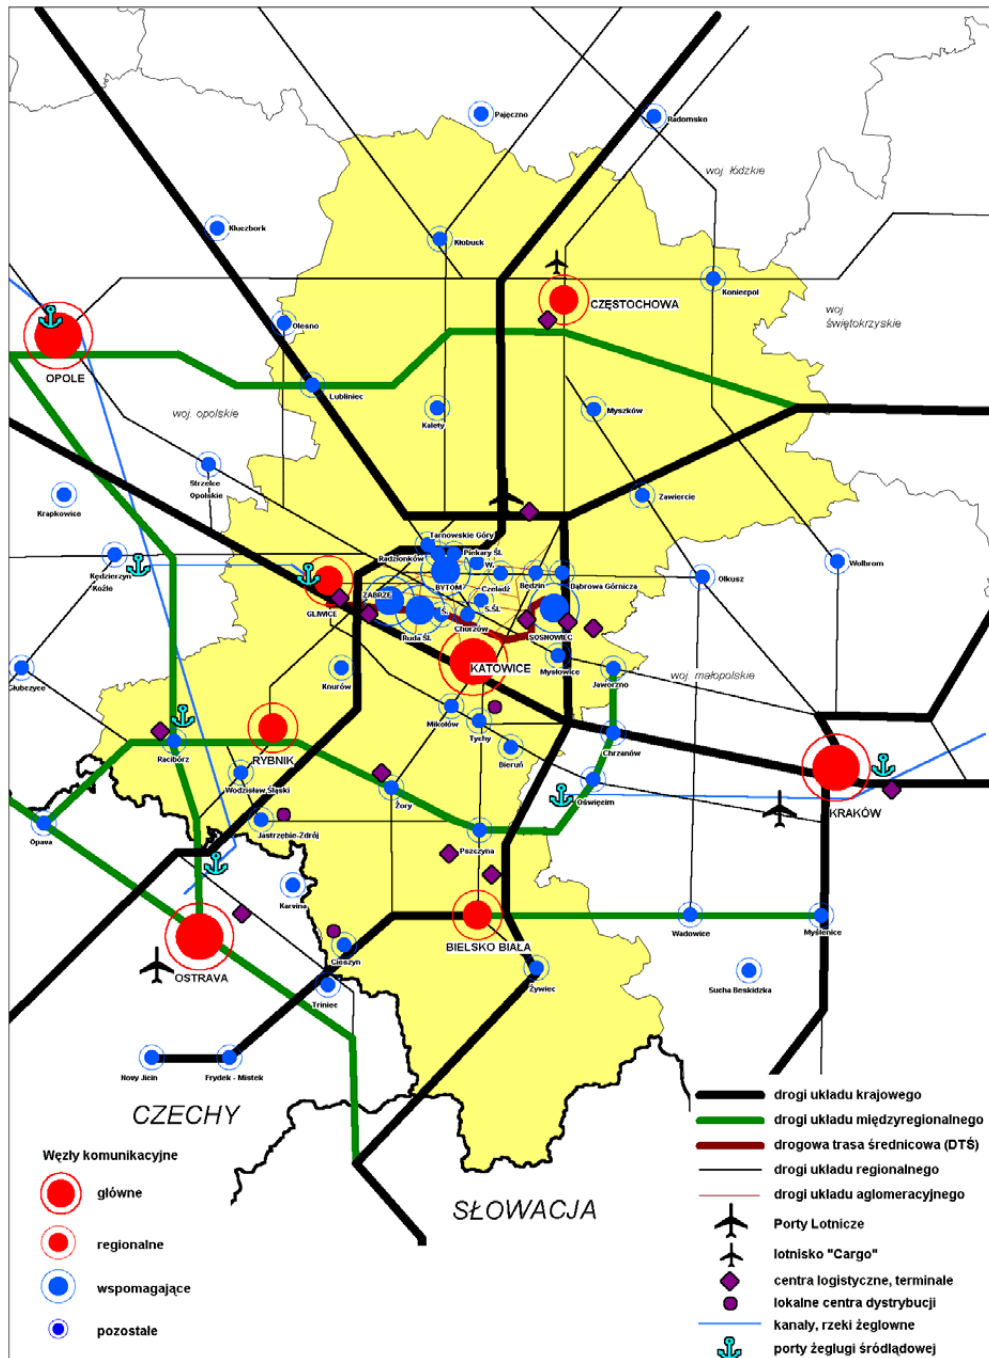 Pajęczno
Radomsko
woj. łódzkie
Kluczbork
Kłobuck
Koniecpol
CZĘSTOCHOWA
woj
świętokrzyskie
Olesno
OPOLE
Lubliniec
woj. opolskie
Kalety
Myszków
Strzelce
Opolskie
Krapkowice
Zawiercie
Tarnowskie Góry
Radzionków
Piekary Śl.
W.
Wolbrom
Kędzierzyn
Koźle
BYTOM
Czeladź
Będzin
Dąbrowa Górnicza
Olkusz
ZABRZE
GLIWICE
Ś.
S.Śl.
Ruda Śl.
Chorzów
SOSNOWIEC
KATOWICE
Mysłowice
Głubczyce
Knurów
Jaworzno
woj. małopolskie
Mikołów
Tychy
Bieruń
Chrzanów
Racibórz
RYBNIK
Wodzisław Śląski
Żory
Oświęcim
KRAKÓW
Opava
Jastrzębie-Zdrój
Pszczyna
Karvina
BIELSKO BIAŁA
Wadowice
Myślenice
Cieszyn
OSTRAVA
Żywiec
Sucha Beskidzka
Triniec
Novy Jicin
Frydek - Mistek
CZECHY
SŁOWACJA
Węzły komunikacyjne
główne
regionalne
wspomagające
pozostałe
drogi układu krajowego
drogi układu międzyregionalnego
drogowa trasa średnicowa (DTŚ)
drogi układu regionalnego
drogi układu aglomeracyjnego
Porty Lotnicze
lotnisko "Cargo"
centra logistyczne, terminale
lokalne centra dystrybucji
kanały, rzeki żeglowne
porty żeglugi śródlądowej